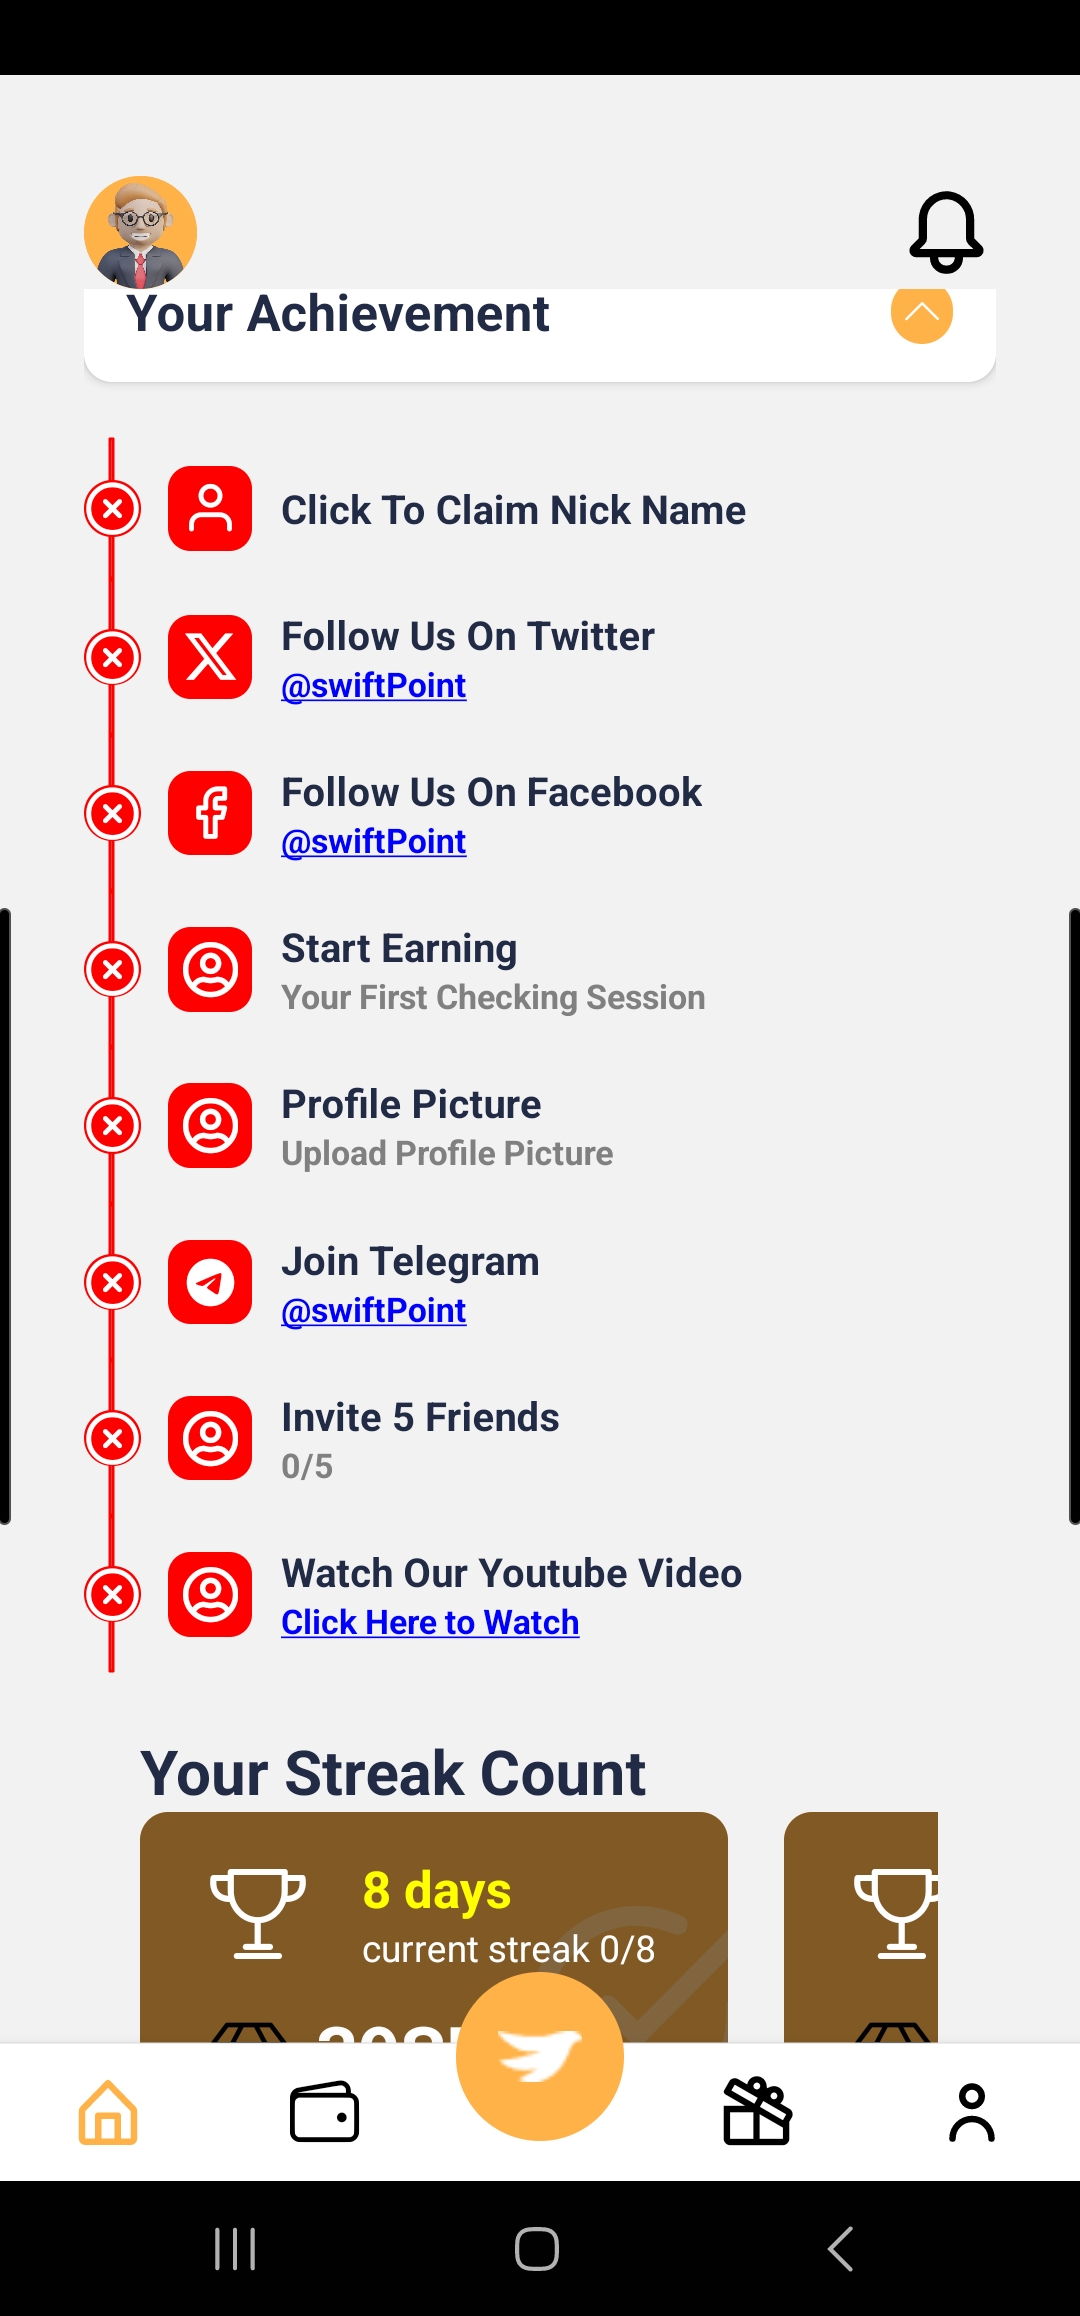 Your Achievement
Click To Claim Nick Name
Follow Us On Twitter
@swiftPoint
Follow Us On Facebook
@swiftPoint
Start Earning
Your First Checking Session
Profile Picture
Upload Profile Picture
Join Telegram
@swiftPoint
Invite 5 Friends
0/5
Watch Our Youtube Video
Click Here to Watch
Your Streak Count
8 days
current streak 0/8